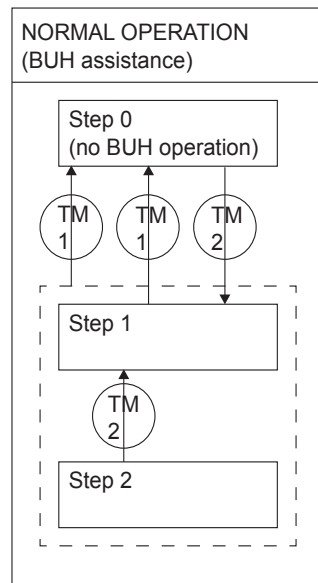 NORMAL OPERATION
(BUH assistance)
Step 0
(no BUH operation)
TM
1
TM
1
TM
2
Step 1
TM
2
Step 2